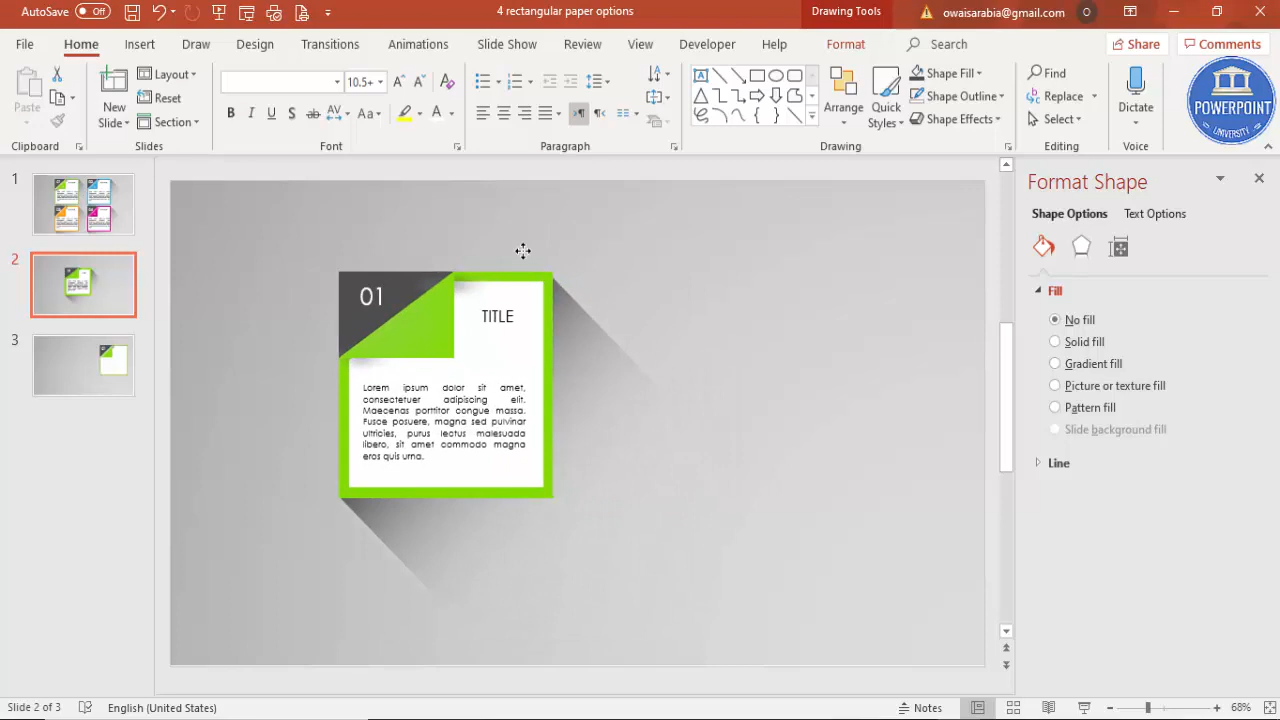 AutoSave Off
4 rectangular paper options
Drawing Tools
owaisarabia@gmail.com
File
Home
Insert
Draw
Design
Transitions
Animations
Slide Show
Review
View
Developer
Help
Format
Search
Share
Comments
Paste
New
Slide
Layout
Reset
Section
10.5+
Arrange
Quick
Styles
Shape Fill
Shape Outline
Shape Effects
Find
Replace
Select
Dictate
POWERPOINT
UNIVERSITY
Clipboard
Slides
Font
Paragraph
Drawing
Editing
Voice
1
2
3
01
TITLE
Lorem ipsum dolor sit amet,
consectetuer adipiscing elit.
Maecenas porttitor congue massa.
Fusce posuere, magna sed pulvinar
ultricies, purus lectus malesuada
libero, sit amet commodo magna
eros quis urna.
Format Shape
Shape Options
Text Options
Fill
No fill
Solid fill
Gradient fill
Picture or texture fill
Pattern fill
Slide background fill
Line
Slide 2 of 3
English (United States)
Notes
68%